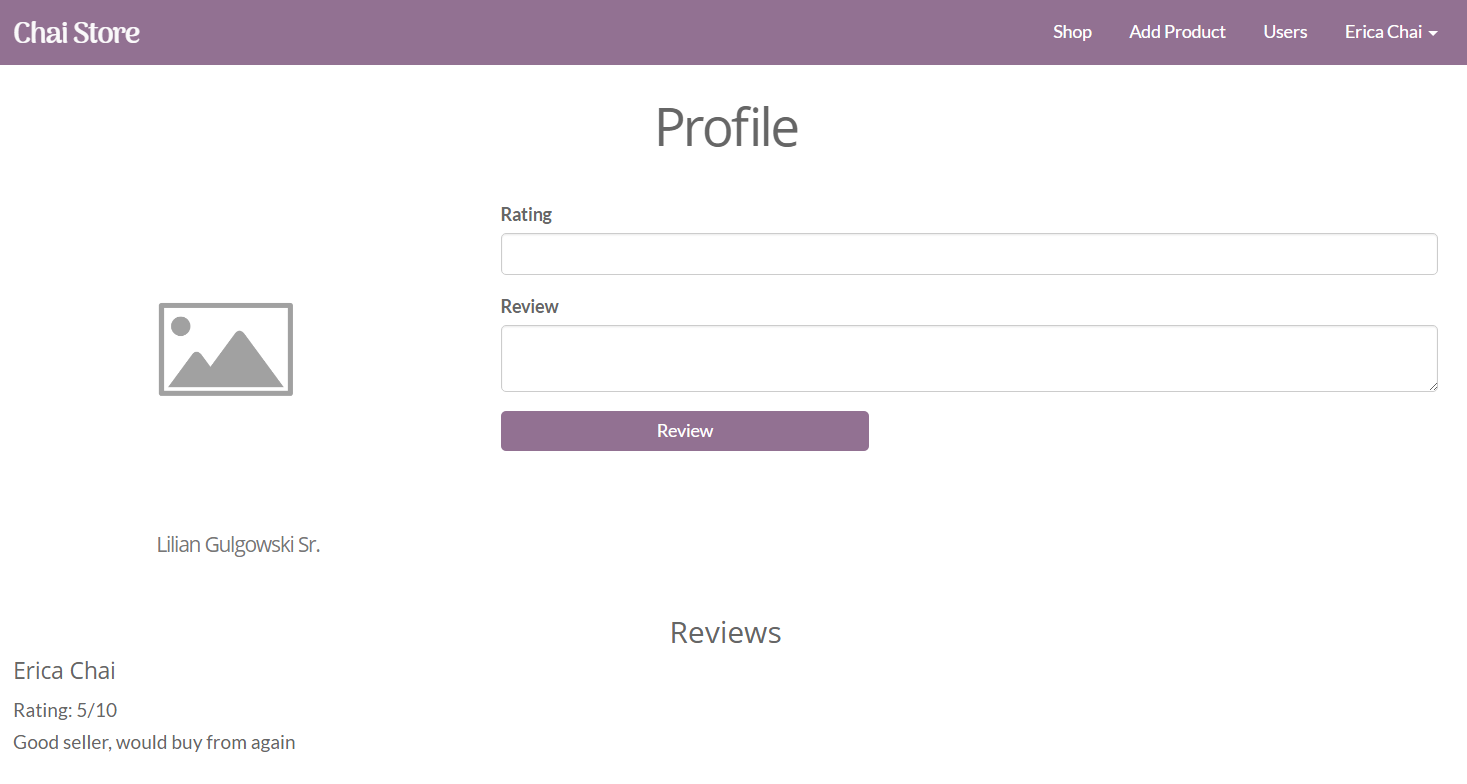 Chai Store
Shop
Add Product
Users
Erica Chai
Profile
Rating
Review
Review
Lilian Gulgowski Sr.
Reviews
Erica Chai
Rating: 5/10
Good seller, would buy from again